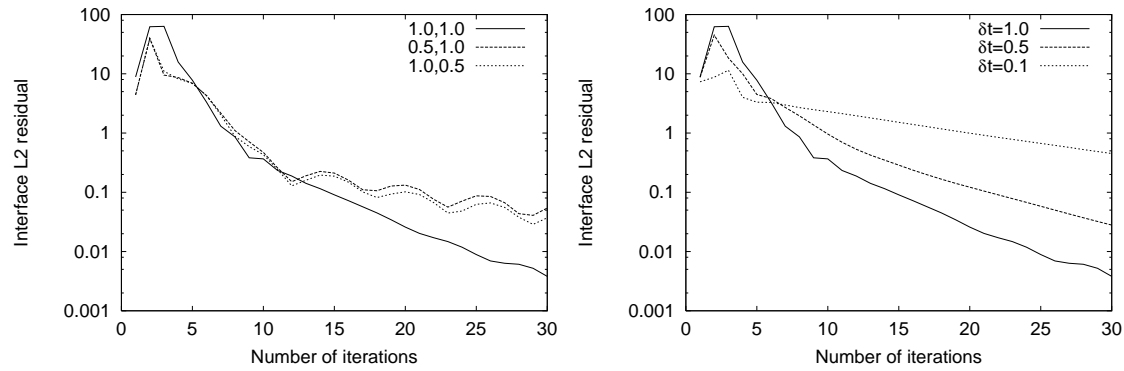 100
10
1
0.1
0.01
0.001
Interface L2 residual
0 5 10 15 20 25 30
Number of iterations
1.0,1.0
0.5,1.0
1.0,0.5
100
10
1
0.1
0.01
0.001
Interface L2 residual
0 5 10 15 20 25 30
Number of iterations
δt=1.0
δt=0.5
δt=0.1